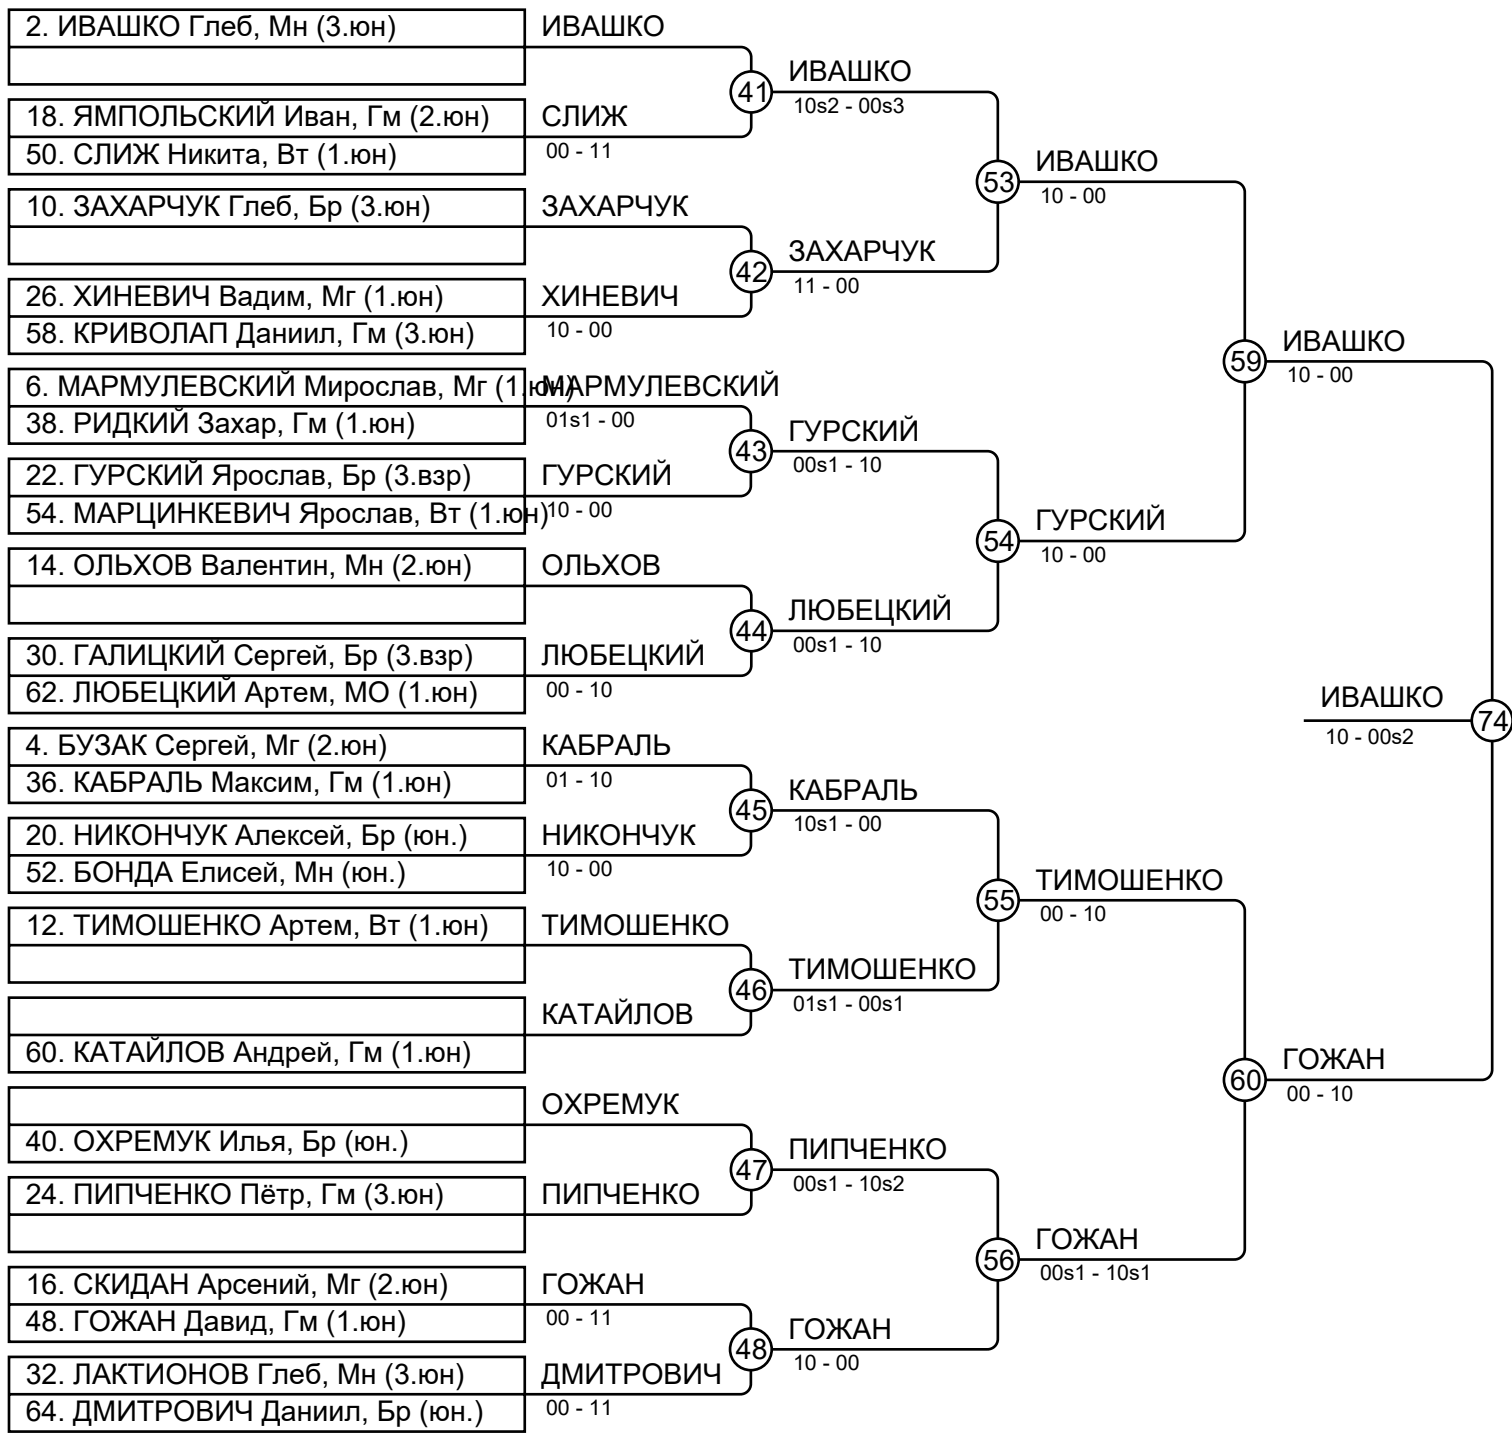 2. ИВАШКО Глеб, Мн (3.юн)
18. ЯМПОЛЬСКИЙ Иван, Гм (2.юн)
50. СЛИЖ Никита, Вт (1.юн)
10. ЗАХАРЧУК Глеб, Бр (3.юн)
26. ХИНЕВИЧ Вадим, Мг (1.юн)
58. КРИВОЛАП Даниил, Гм (3.юн)
6. МАРМУЛЕВСКИЙ Мирослав, Мг (1.юн)
38. РИДКИЙ Захар, Гм (1.юн)
22. ГУРСКИЙ Ярослав, Бр (3.взр)
54. МАРЦИНКЕВИЧ Ярослав, Вт (1.юн)
14. ОЛЬХОВ Валентин, Мн (2.юн)
30. ГАЛИЦКИЙ Сергей, Бр (3.взр)
62. ЛЮБЕЦКИЙ Артем, МО (1.юн)
4. БУЗАК Сергей, Мг (2.юн)
36. КАБРАЛЬ Максим, Гм (1.юн)
20. НИКОНЧУК Алексей, Бр (юн.)
52. БОНДА Елисей, Мн (юн.)
12. ТИМОШЕНКО Артем, Вт (1.юн)
60. КАТАЙЛОВ Андрей, Гм (1.юн)
40. ОХРЕМУК Илья, Бр (юн.)
24. ПИПЧЕНКО Пётр, Гм (3.юн)
16. СКИДАН Арсений, Мг (2.юн)
48. ГОЖАН Давид, Гм (1.юн)
32. ЛАКТИОНОВ Глеб, Мн (3.юн)
64. ДМИТРОВИЧ Даниил, Бр (юн.)
ИВАШКО
СЛИЖ
00 - 11
ЗАХАРЧУК
ХИНЕВИЧ
10 - 00
МАРМУЛЕВСКИЙ
01s1 - 00
ГУРСКИЙ
10 - 00
ОЛЬХОВ
ЛЮБЕЦКИЙ
00 - 10
КАБРАЛЬ
01 - 10
НИКОНЧУК
10 - 00
ТИМОШЕНКО
КАТАЙЛОВ
ОХРЕМУК
ПИПЧЕНКО
ГОЖАН
00 - 11
ДМИТРОВИЧ
00 - 11
41
ИВАШКО
10s2 - 00s3
42
ЗАХАРЧУК
11 - 00
43
ГУРСКИЙ
00s1 - 10
44
ЛЮБЕЦКИЙ
00s1 - 10
45
КАБРАЛЬ
10s1 - 00
46
ТИМОШЕНКО
01s1 - 00s1
47
ПИПЧЕНКО
00s1 - 10s2
48
ГОЖАН
10 - 00
53
ИВАШКО
10 - 00
54
ГУРСКИЙ
10 - 00
55
ТИМОШЕНКО
00 - 10
56
ГОЖАН
00s1 - 10s1
59
ИВАШКО
10 - 00
60
ГОЖАН
00 - 10
ИВАШКО
74
10 - 00s2